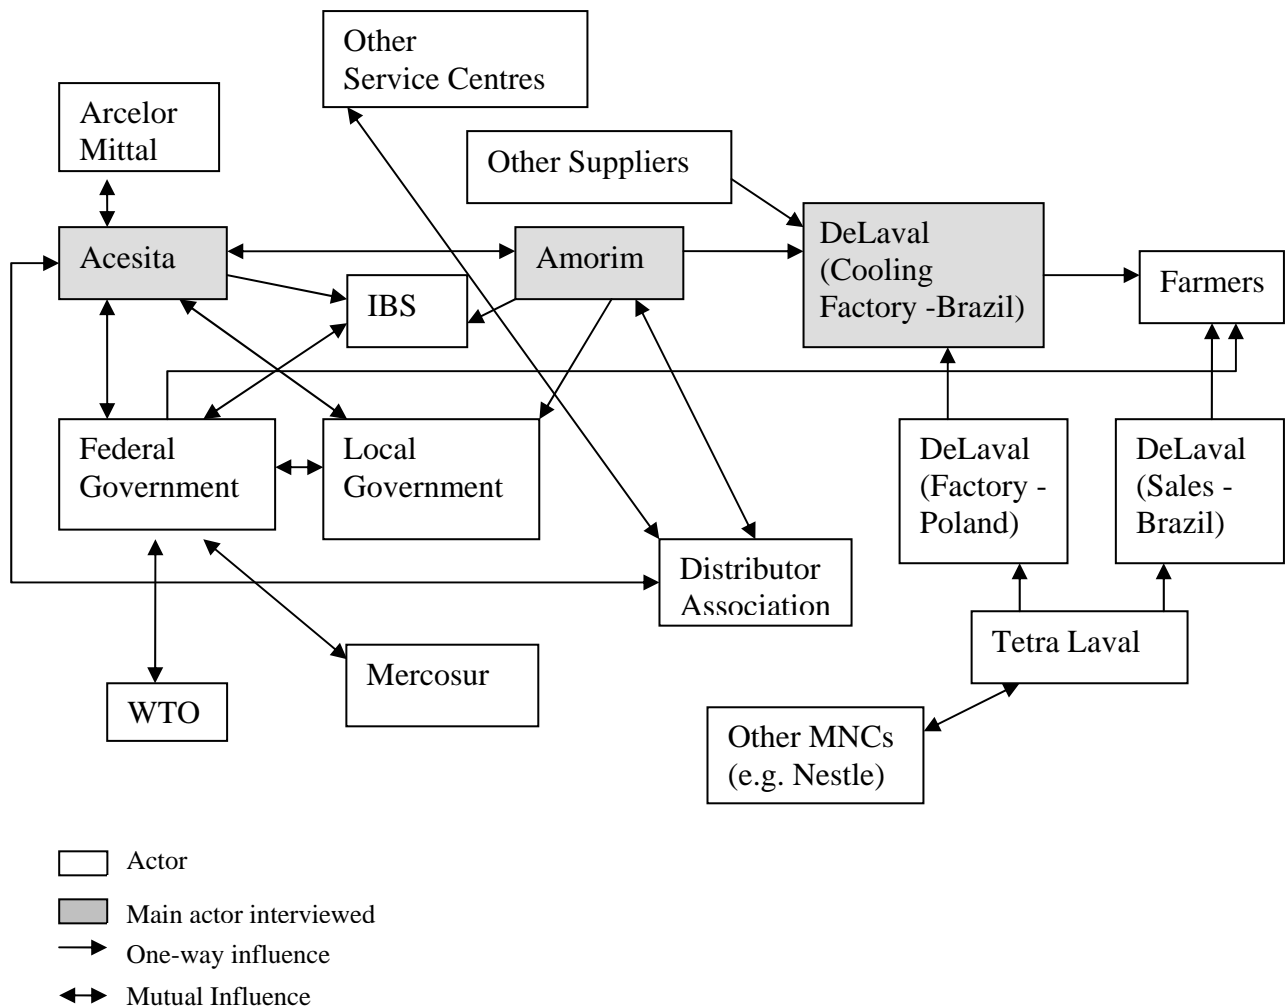 Other
Service Centres
Arcelor
Mittal
Other Suppliers
DeLaval
(Cooling
Factory -Brazil)
Acesita
Amorim
Farmers
IBS
Federal
Government
Local
Government
DeLaval
(Factory -
Poland)
DeLaval
(Sales -
Brazil)
Distributor
Association
Tetra Laval
Mercosur
WTO
Other MNCs
(e.g. Nestle)
Actor
Main actor interviewed
One-way influence
Mutual Influence